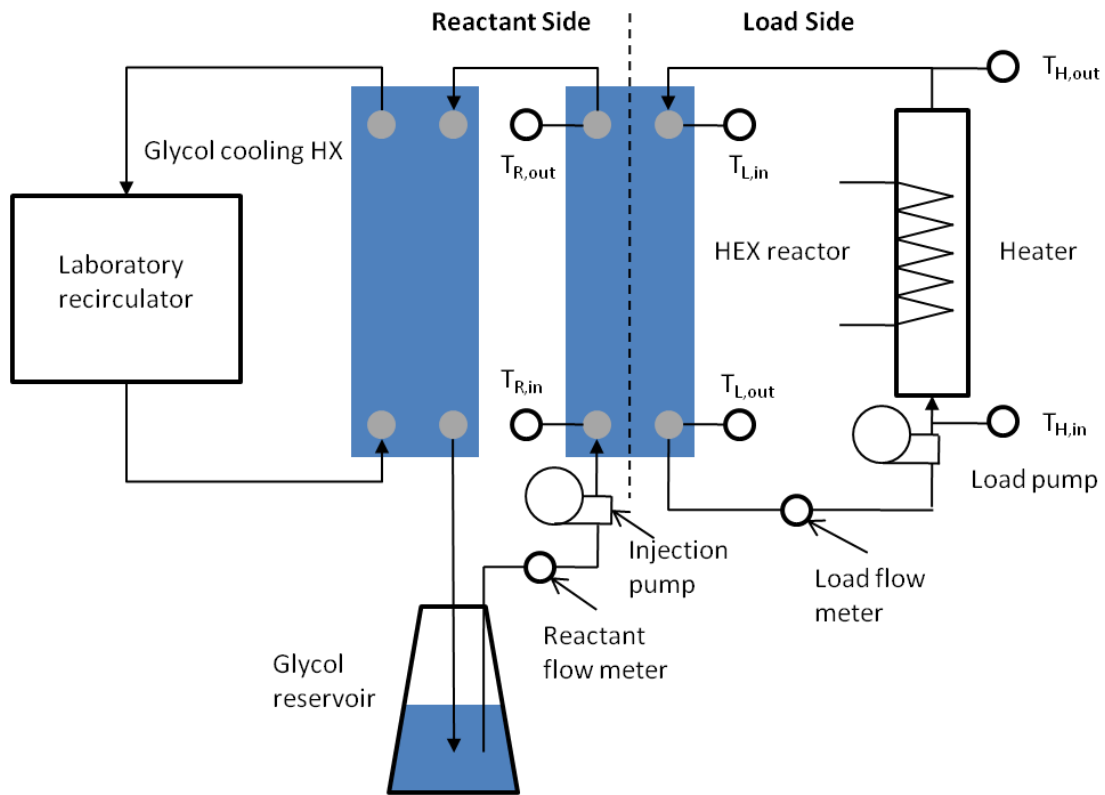 Reactant Side
Load Side
T_H,out
Glycol cooling HX
T_R,out
T_L,in
Laboratory
recirculator
HEX reactor
Heater
T_R,in
T_L,out
T_H,in
Load pump
Injection
pump
Load flow
meter
Reactant
flow meter
Glycol
reservoir